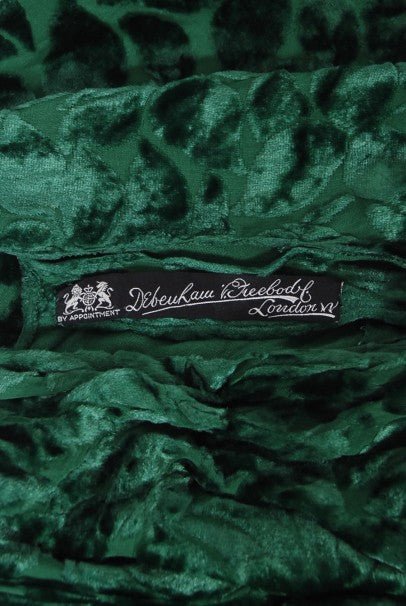 Debenham & Freebody
London W
BY APPOINTMENT